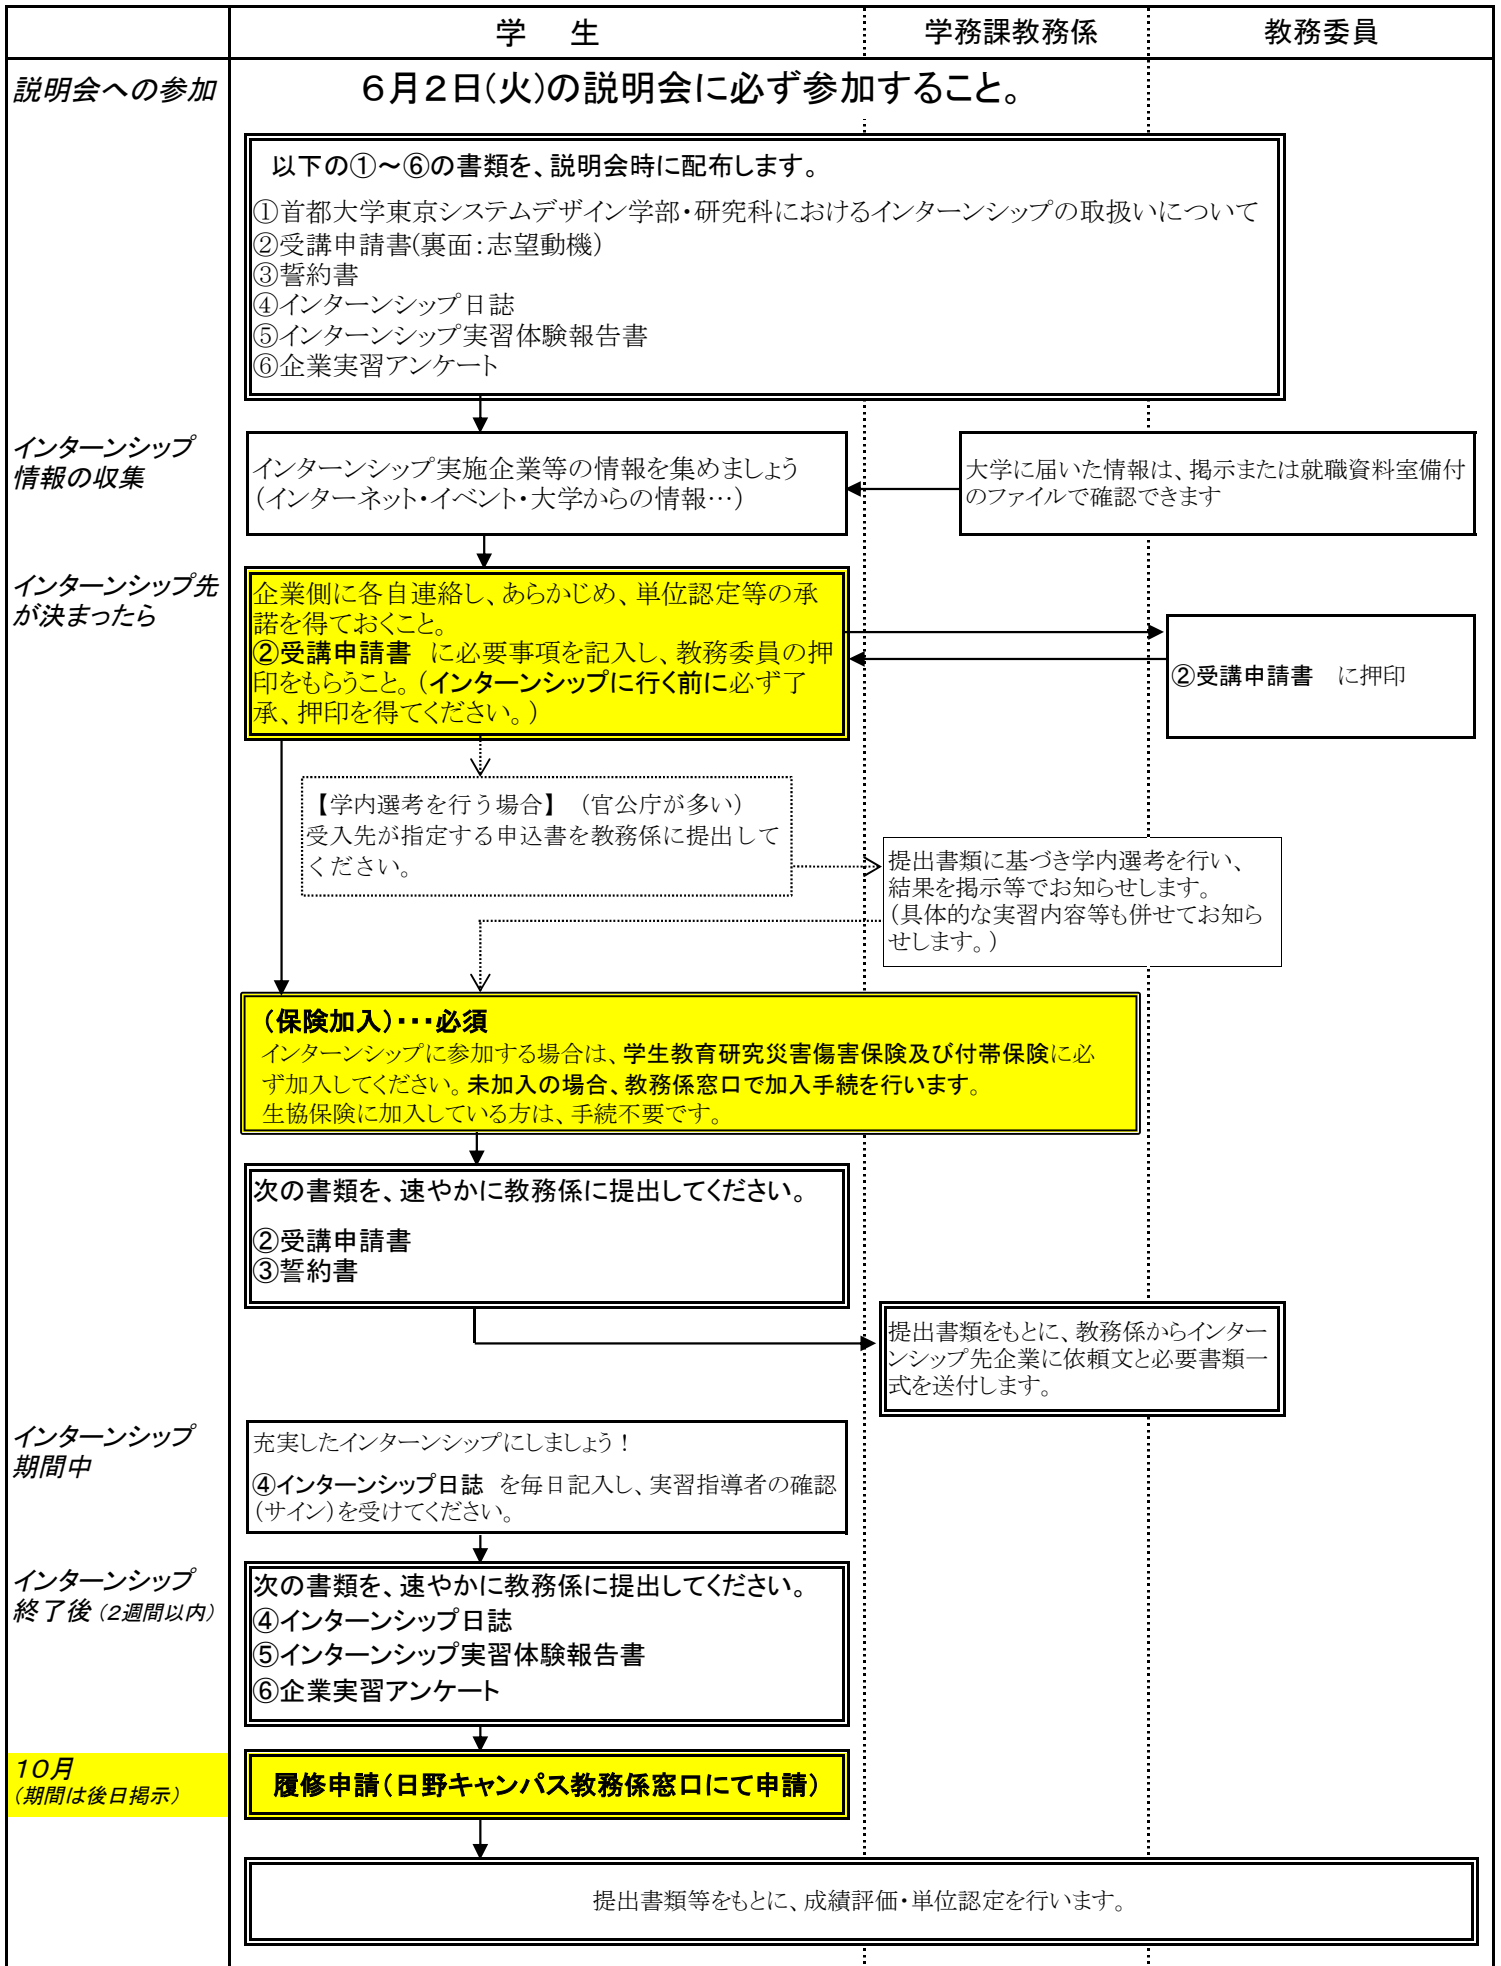 学　生
学務課教務係
教務委員
説明会への参加
６月２日(火)の説明会に必ず参加すること。
以下の①～⑥の書類を、説明会時に配布します。
①首都大学東京システムデザイン学部・研究科におけるインターンシップの取扱いについて
②受講申請書(裏面：志望動機)
③誓約書
④インターンシップ日誌
⑤インターンシップ実習体験報告書
⑥企業実習アンケート
インターンシップ
情報の収集
インターンシップ実施企業等の情報を集めましょう
（インターネット・イベント・大学からの情報…）
大学に届いた情報は、掲示または就職資料室備付
のファイルで確認できます
インターンシップ先
が決まったら
企業側に各自連絡し、あらかじめ、単位認定等の承
諾を得ておくこと。
②受講申請書　に必要事項を記入し、教務委員の押
印をもらうこと。（インターンシップに行く前に必ず了
承、押印を得てください。）
②受講申請書　に押印
【学内選考を行う場合】（官公庁が多い）
受入先が指定する申込書を教務係に提出して
ください。
提出書類に基づき学内選考を行い、
結果を掲示等でお知らせします。
（具体的な実習内容等も併せてお知ら
せします。）
（保険加入）・・・必須
インターンシップに参加する場合は、学生教育研究災害傷害保険及び付帯保険に必
ず加入してください。未加入の場合、教務係窓口で加入手続を行います。
生協保険に加入している方は、手続不要です。
次の書類を、速やかに教務係に提出してください。
②受講申請書
③誓約書
提出書類をもとに、教務係からインター
ンシップ先企業に依頼文と必要書類一
式を送付します。
インターンシップ
期間中
充実したインターンシップにしましょう！
④インターンシップ日誌　を毎日記入し、実習指導者の確認
（サイン）を受けてください。
インターンシップ
終了後（２週間以内）
次の書類を、速やかに教務係に提出してください。
④インターンシップ日誌
⑤インターンシップ実習体験報告書
⑥企業実習アンケート
１０月
（期間は後日掲示）
履修申請（日野キャンパス教務係窓口にて申請）
提出書類等をもとに、成績評価・単位認定を行います。